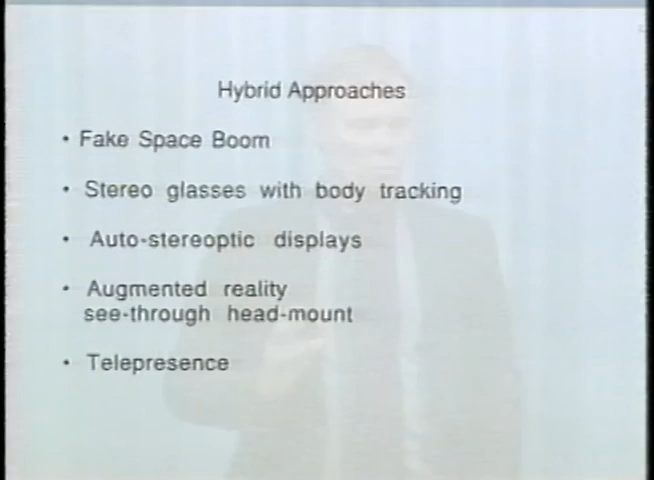 Hybrid Approaches
• Fake Space Boom
• Stereo glasses with body tracking
• Auto-stereoptic displays
• Augmented reality
see-through head-mount
• Telepresence